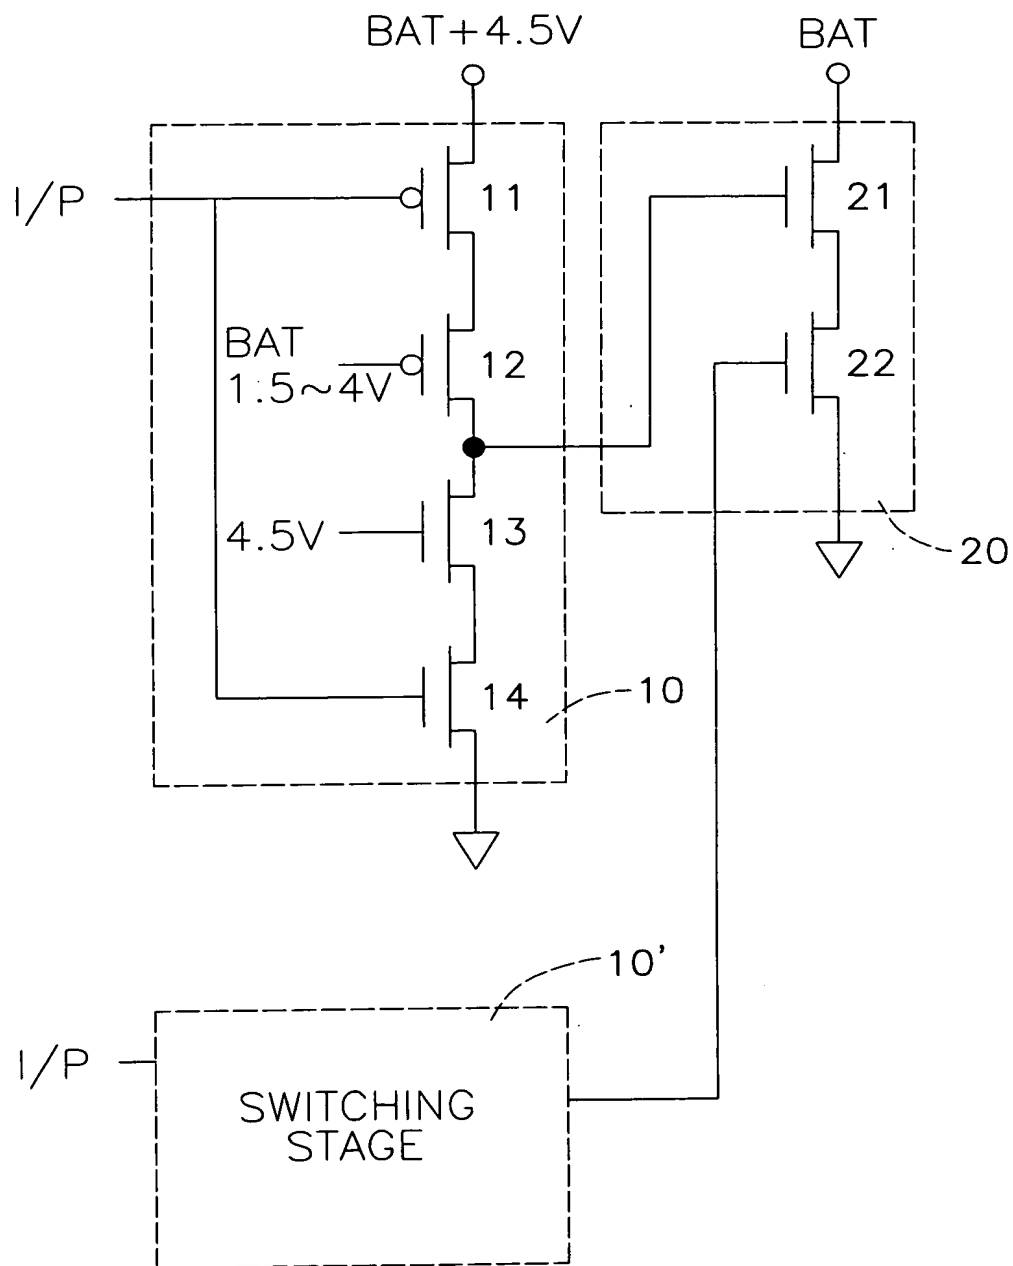 BAT+4.5V
BAT
I/P
11
21
BAT
1.5~4V
12
22
4.5V
13
20
14
10
10'
I/P
SWITCHING
STAGE